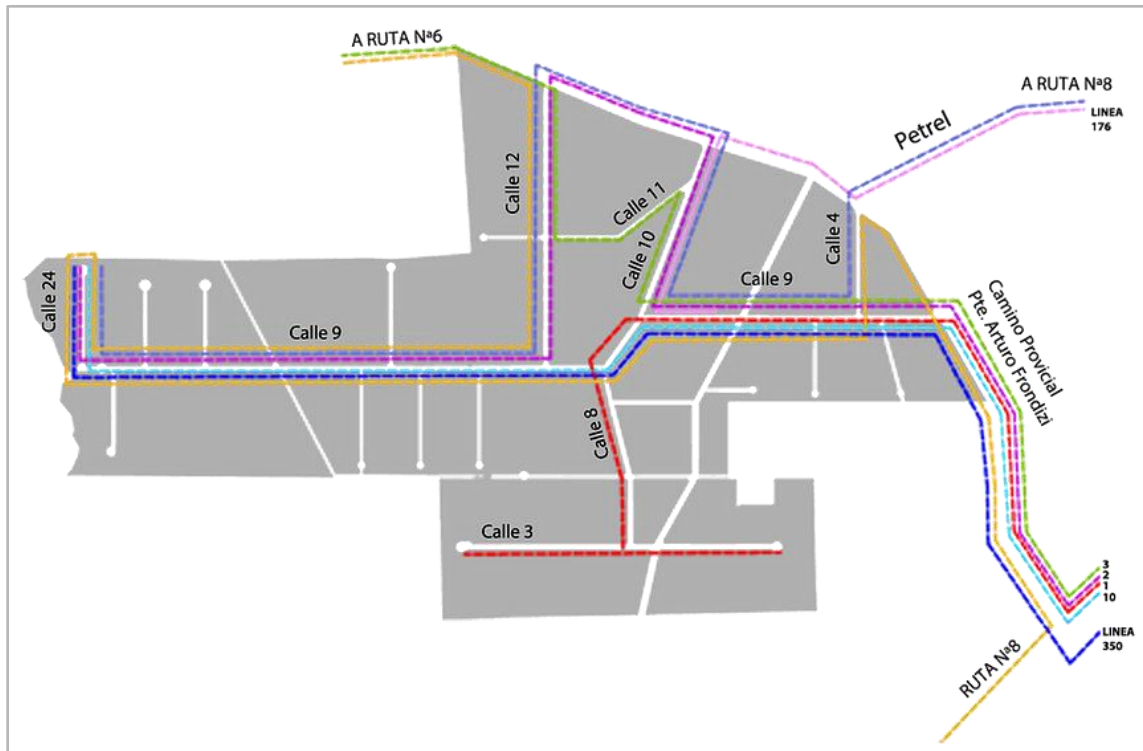 A RUTA Nª6
A RUTA Nª8
LINEA
176
Petrel
Calle 12
Calle 11
Calle 10
Calle 4
Calle 9
Calle 24
Calle 9
Camino Provicial
Pte. Arturo Frondizi
Calle 8
Calle 3
3
2
1
10
LINEA
350
RUTA Nª8